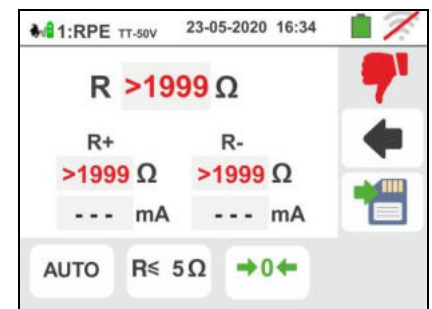 1:RPE TT-50V 23-05-2020 16:34
R >1999 Ω
R+ R-
>1999 Ω >1999 Ω
- - - mA - - - mA
AUTO R≤ 5Ω →0←